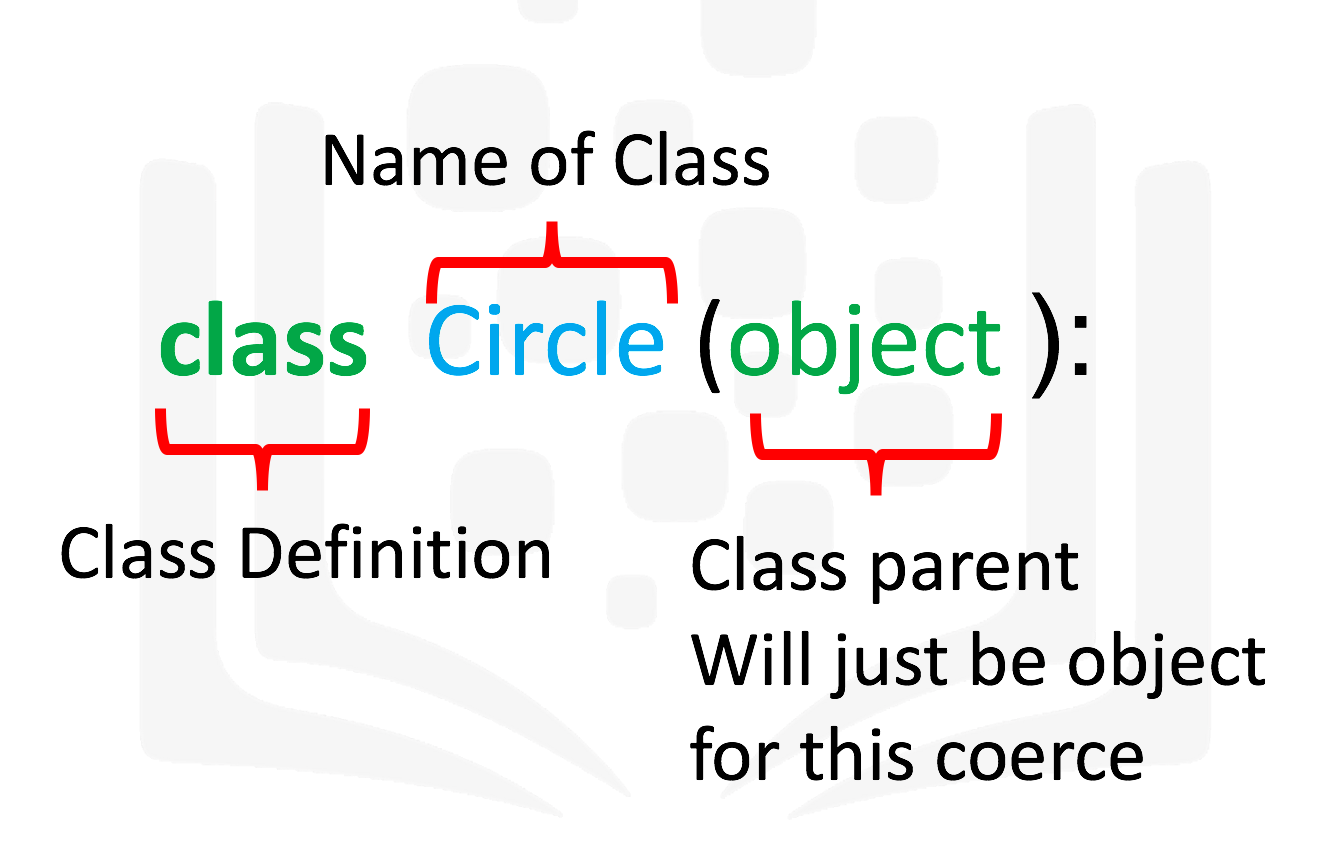 Name of Class
class Circle (object ):
Class Definition
Class parent
Will just be object
for this coerce